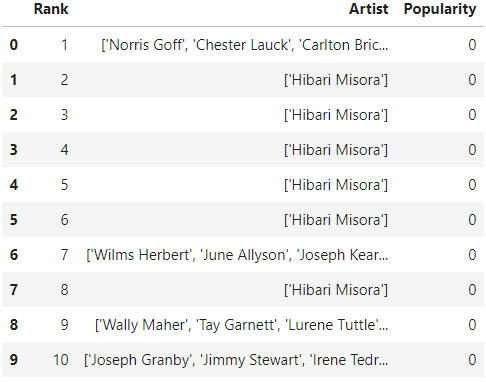 Rank Artist Popularity
0 1 ['Norris Goff', 'Chester Lauck', 'Carlton Bric... 0
1 2 ['Hibari Misora'] 0
2 3 ['Hibari Misora'] 0
3 4 ['Hibari Misora'] 0
4 5 ['Hibari Misora'] 0
5 6 ['Hibari Misora'] 0
6 7 ['Wilms Herbert', 'June Allyson', 'Joseph Kear... 0
7 8 ['Hibari Misora'] 0
8 9 ['Wally Maher', 'Tay Garnett', 'Lurene Tuttle'... 0
9 10 ['Joseph Granby', 'Jimmy Stewart', 'Irene Tedr... 0